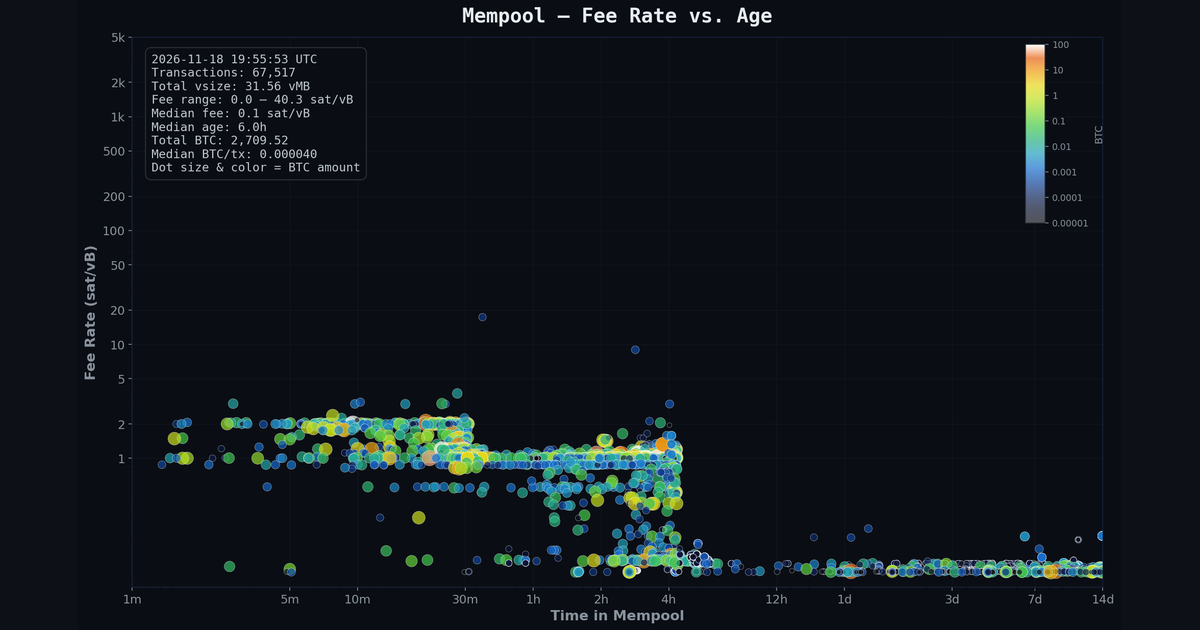 Mempool — Fee Rate vs. Age
2026-11-18 19:55:53 UTC
Transactions: 67,517
Total vsize: 31.56 vMB
Fee range: 0.0 – 40.3 sat/vB
Median fee: 0.1 sat/vB
Median age: 6.0h
Total BTC: 2,709.52
Median BTC/tx: 0.000040
Dot size & color = BTC amount
100
10
1
0.1
0.01
0.001
0.0001
0.00001
BTC
Fee Rate (sat/vB)
5k
2k
1k
500
200
100
50
20
10
5
2
1
1m
5m
10m
30m
1h
2h
4h
12h
1d
3d
7d
14d
Time in Mempool